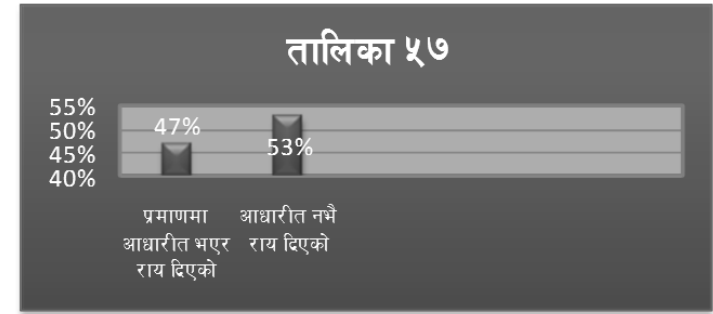 तालिका ५७
55%
50%
45%
40%
47%
53%
प्रमाणमा
आधारीत भएर
राय दिएको
आधारीत नभै
राय दिएको